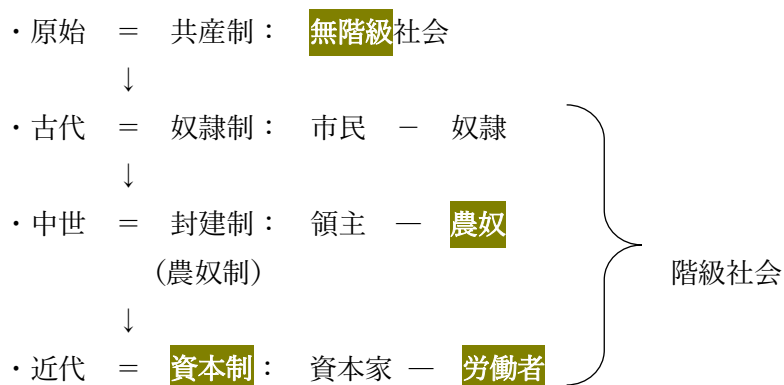 ・原始 ＝ 共産制： 無階級社会
↓
・古代 ＝ 奴隷制： 市民 － 奴隷
↓
・中世 ＝ 封建制： 領主 ― 農奴
(農奴制)
階級社会
↓
・近代 ＝ 資本制： 資本家 ― 労働者